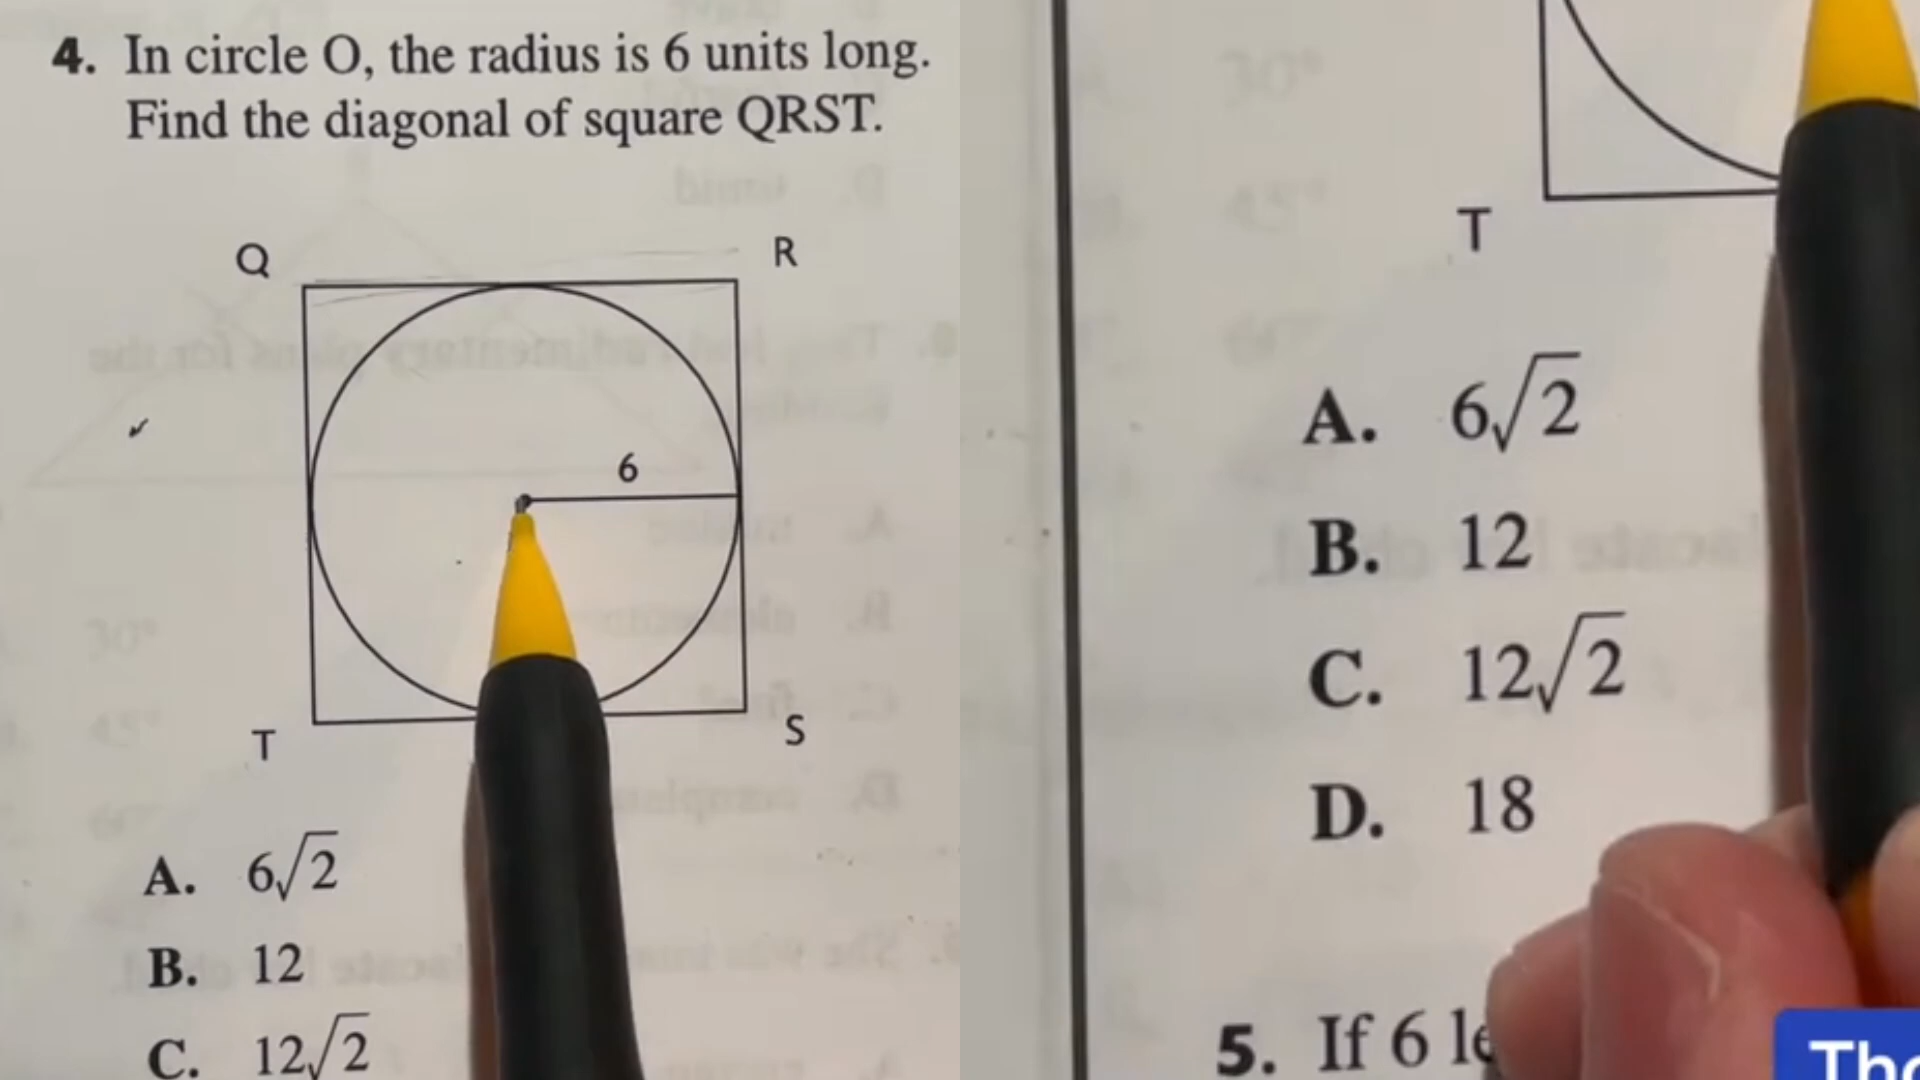 4. In circle O, the radius is 6 units long.
Find the diagonal of square QRST.
Q
R
6
T
S
A. 6√2
B. 12
C. 12√2
T
A. 6√2
B. 12
C. 12√2
D. 18
5. If 6